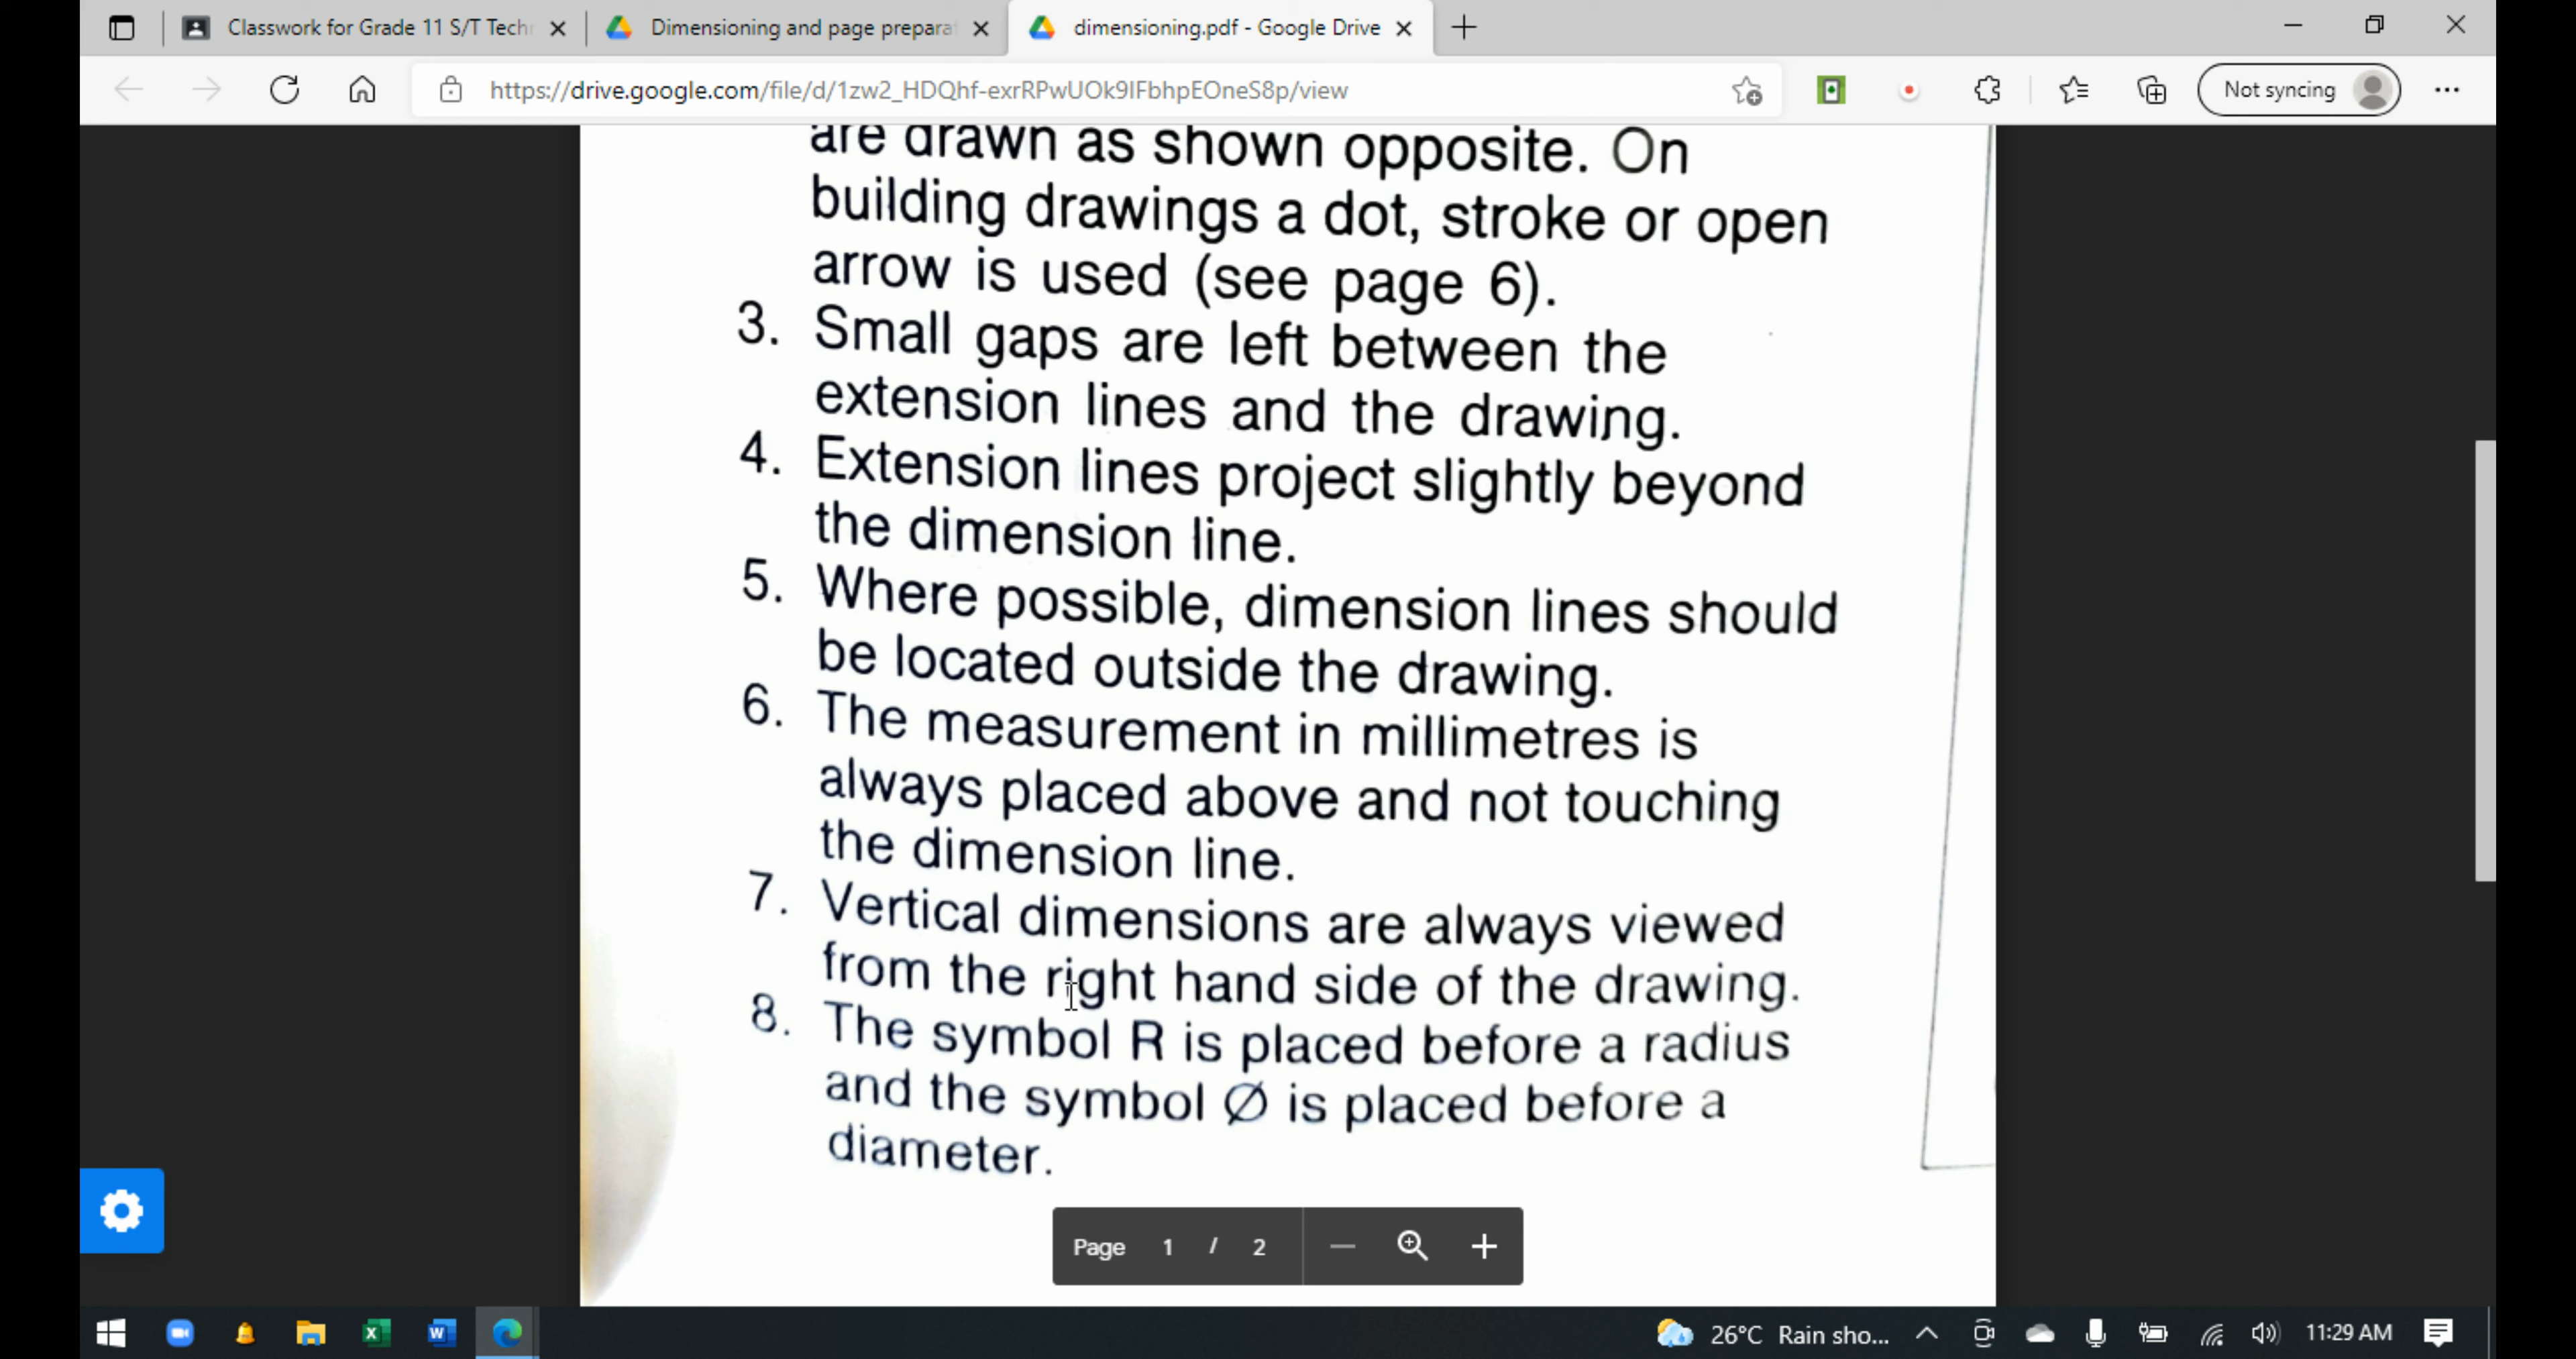 Classwork for Grade 11 S/T Tech
Dimensioning and page prepara
dimensioning.pdf - Google Drive
https://drive.google.com/file/d/1zw2_HDQhf-exrRPwUOk9IFbhpEOneS8p/view
Not syncing
are drawn as shown opposite. On
building drawings a dot, stroke or open
arrow is used (see page 6).
3. Small gaps are left between the
extension lines and the drawing.
4. Extension lines project slightly beyond
the dimension line.
5. Where possible, dimension lines should
be located outside the drawing.
6. The measurement in millimetres is
always placed above and not touching
the dimension line.
7. Vertical dimensions are always viewed
from the right hand side of the drawing.
8. The symbol R is placed before a radius
and the symbol Ø is placed before a
diameter.
Page 1 / 2
26°C Rain sho...
11:29 AM